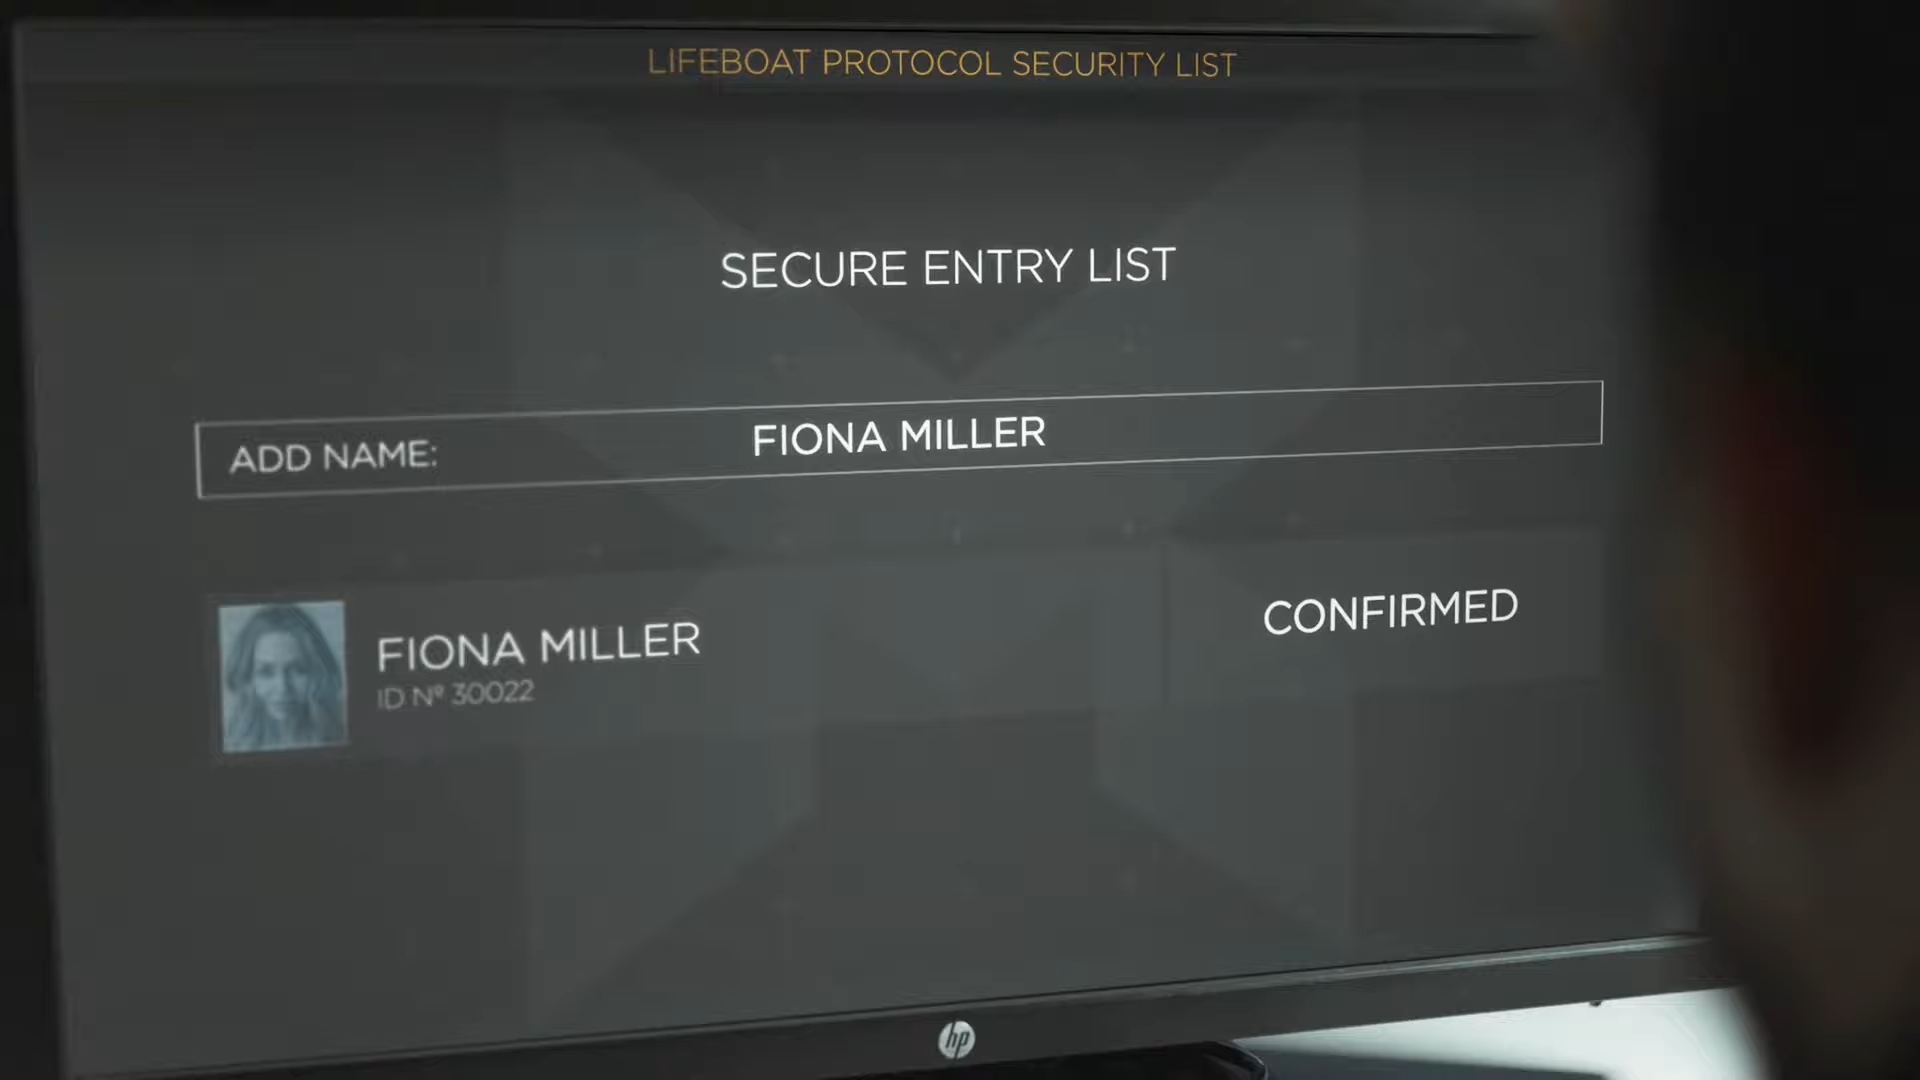 LIFEBOAT PROTOCOL SECURITY LIST
SECURE ENTRY LIST
ADD NAME: FIONA MILLER
FIONA MILLER
ID Nº 30022
CONFIRMED
hp